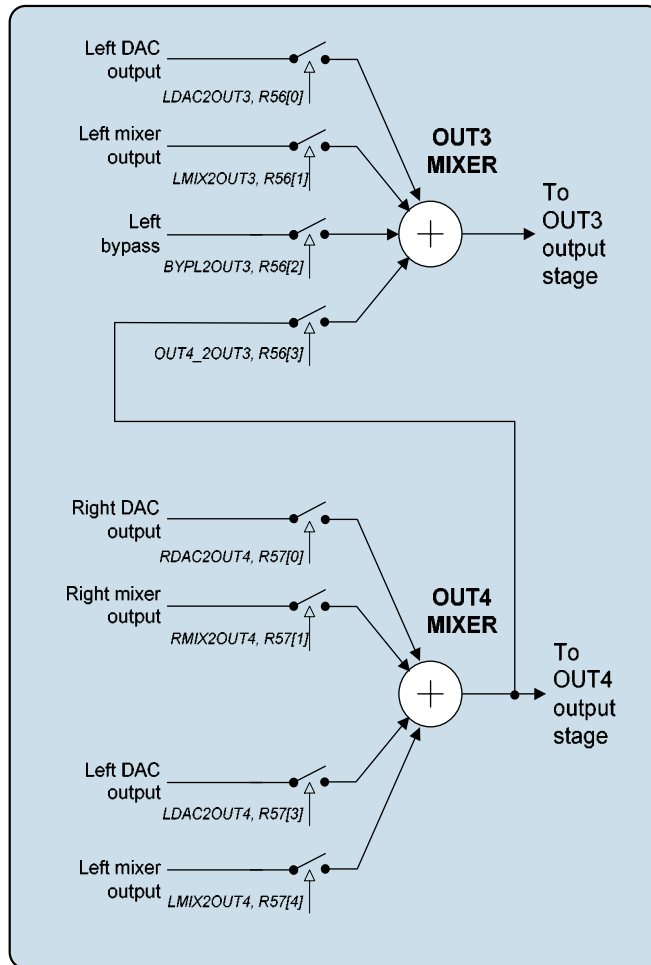 Left DAC
output
LDAC2OUT3, R56[0]
Left mixer
output
LMIX2OUT3, R56[1]
OUT3
MIXER
Left
bypass
BYPL2OUT3, R56[2]
To
OUT3
output
stage
OUT4_2OUT3, R56[3]
Right DAC
output
RDAC2OUT4, R57[0]
Right mixer
output
RMIX2OUT4, R57[1]
OUT4
MIXER
To
OUT4
output
stage
Left DAC
output
LDAC2OUT4, R57[3]
Left mixer
output
LMIX2OUT4, R57[4]